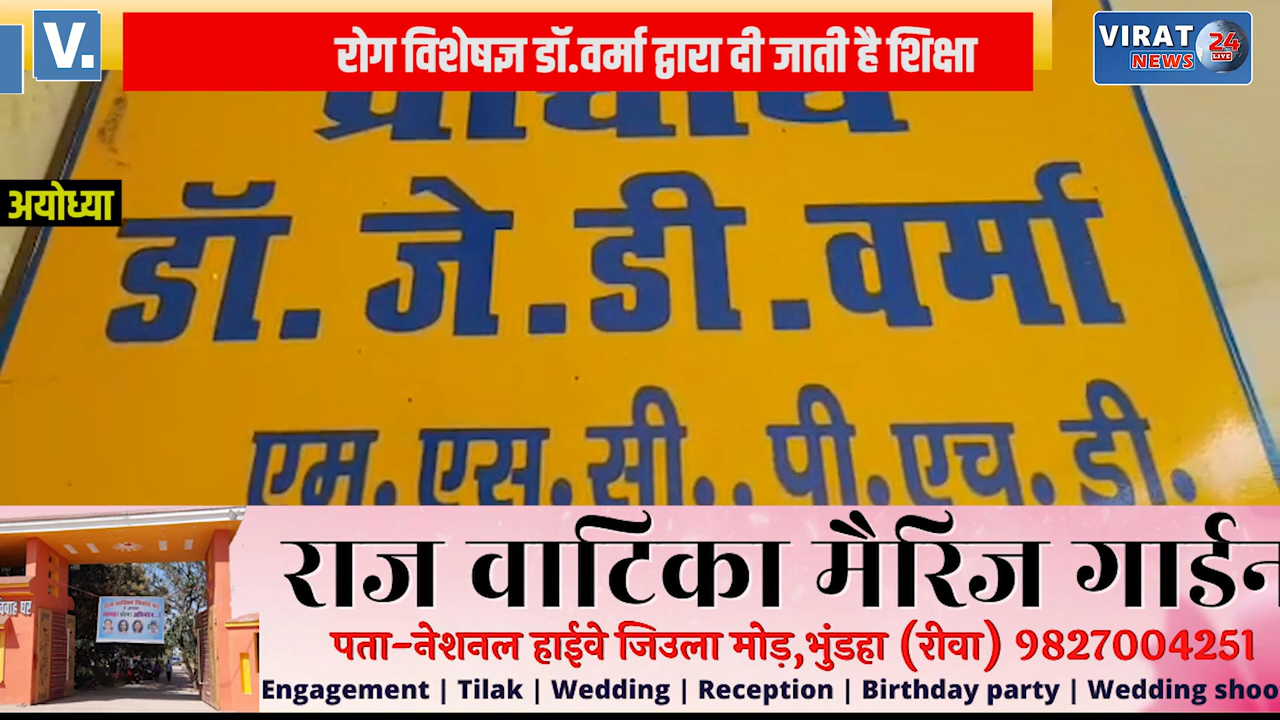 V.
रोग विशेषज्ञ डॉ.वर्मा द्वारा दी जाती है शिक्षा
VIRAT 24
NEWS LIVE
अयोध्या
डॉ.जे.डी.वर्मा
एम.एस.सी.,पी.एच.डी.
राज वाटिका मैरिज गार्डन
पता-नेशनल हाईवे जिउला मोड़,भुंडहा (रीवा) 9827004251
Engagement | Tilak | Wedding | Reception | Birthday party | Wedding shoo